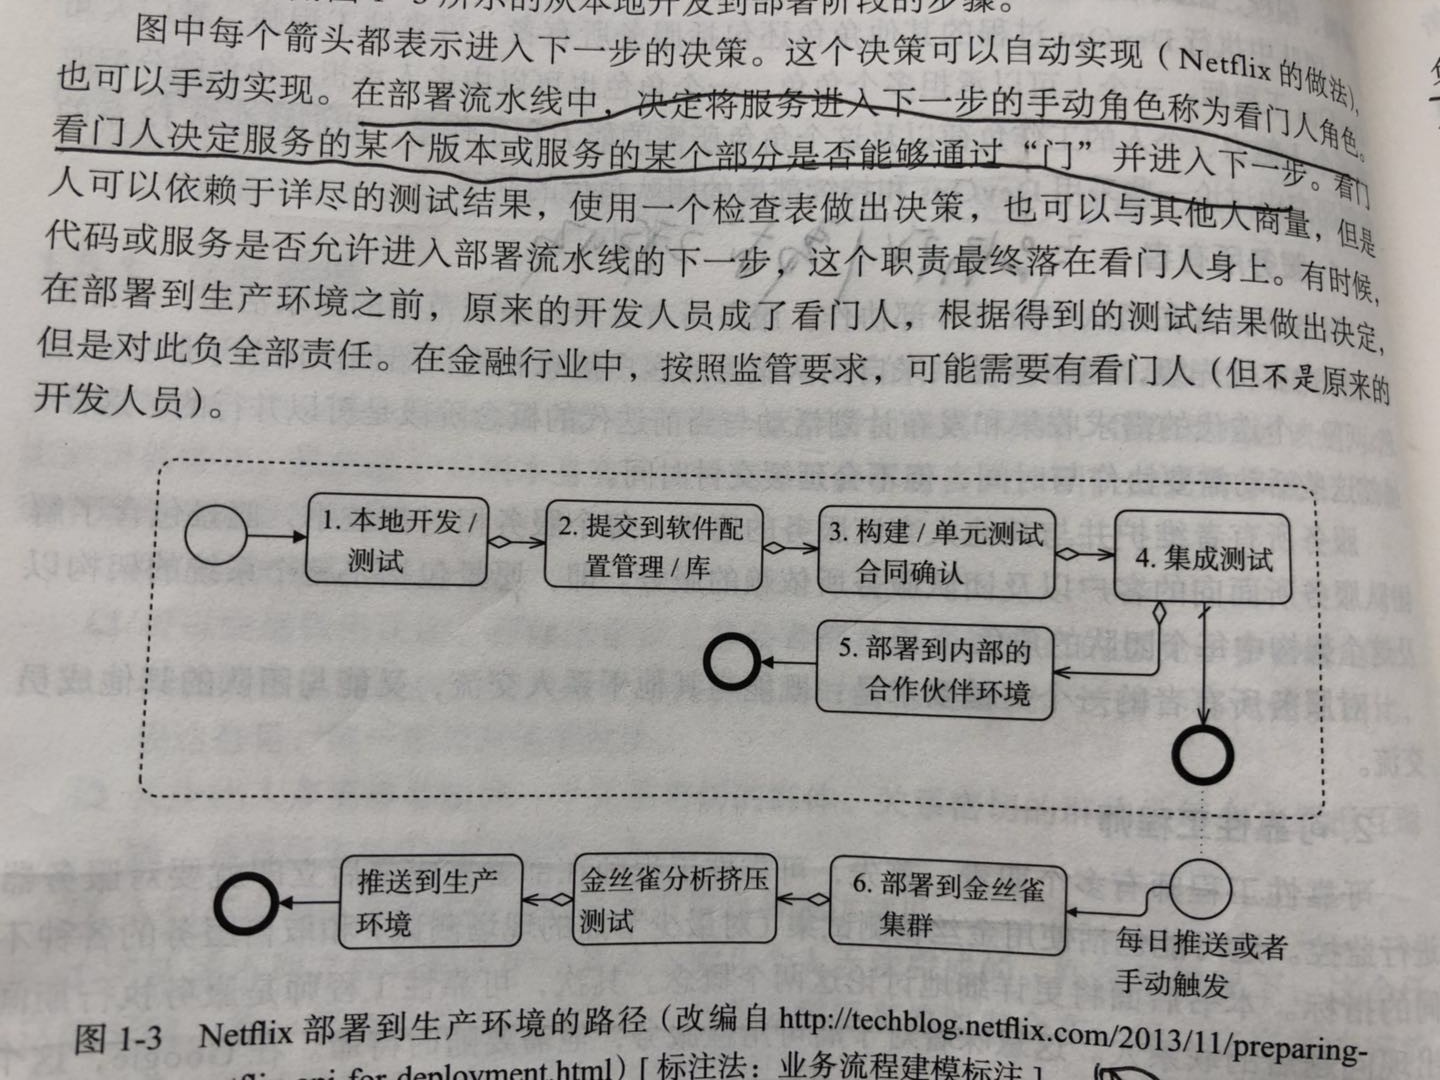 图中每个箭头都表示进入下一步的决策。这个决策可以自动实现（Netflix 的做法），
也可以手动实现。在部署流水线中，决定将服务进入下一步的手动角色称为看门人角色。
看门人决定服务的某个版本或服务的某个部分是否能够通过“门”并进入下一步。看门
人可以依赖于详尽的测试结果，使用一个检查表做出决策，也可以与其他人商量，但是
代码或服务是否允许进入部署流水线的下一步，这个职责最终落在看门人身上。有时候，
在部署到生产环境之前，原来的开发人员成了看门人，根据得到的测试结果做出决定，
但是对此负全部责任。在金融行业中，按照监管要求，可能需要有看门人（但不是原来的
开发人员）。
1. 本地开发 /
测试
2. 提交到软件配
置管理 / 库
3. 构建 / 单元测试
合同确认
4. 集成测试
5. 部署到内部的
合作伙伴环境
推送到生产
环境
金丝雀分析挤压
测试
6. 部署到金丝雀
集群
每日推送或者
手动触发
图 1-3 Netflix 部署到生产环境的路径（改编自 http://techblog.netflix.com/2013/11/preparing-
api-for-deployment.html）[ 标注法：业务流程建模标注 ]